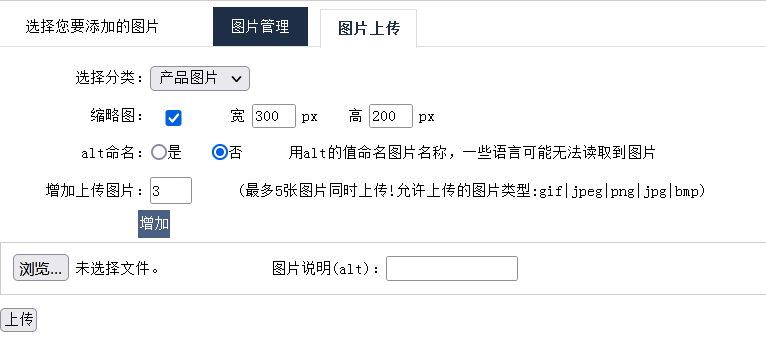 选择您要添加的图片 图片管理 图片上传
选择分类: 产品图片
缩略图: 宽 300 px 高 200 px
alt命名: 是 否 用alt的值命名图片名称，一些语言可能无法读取到图片
增加上传图片: 3 (最多5张图片同时上传!允许上传的图片类型:gif|jpeg|png|jpg|bmp)
增加
浏览... 未选择文件。 图片说明(alt):
上传